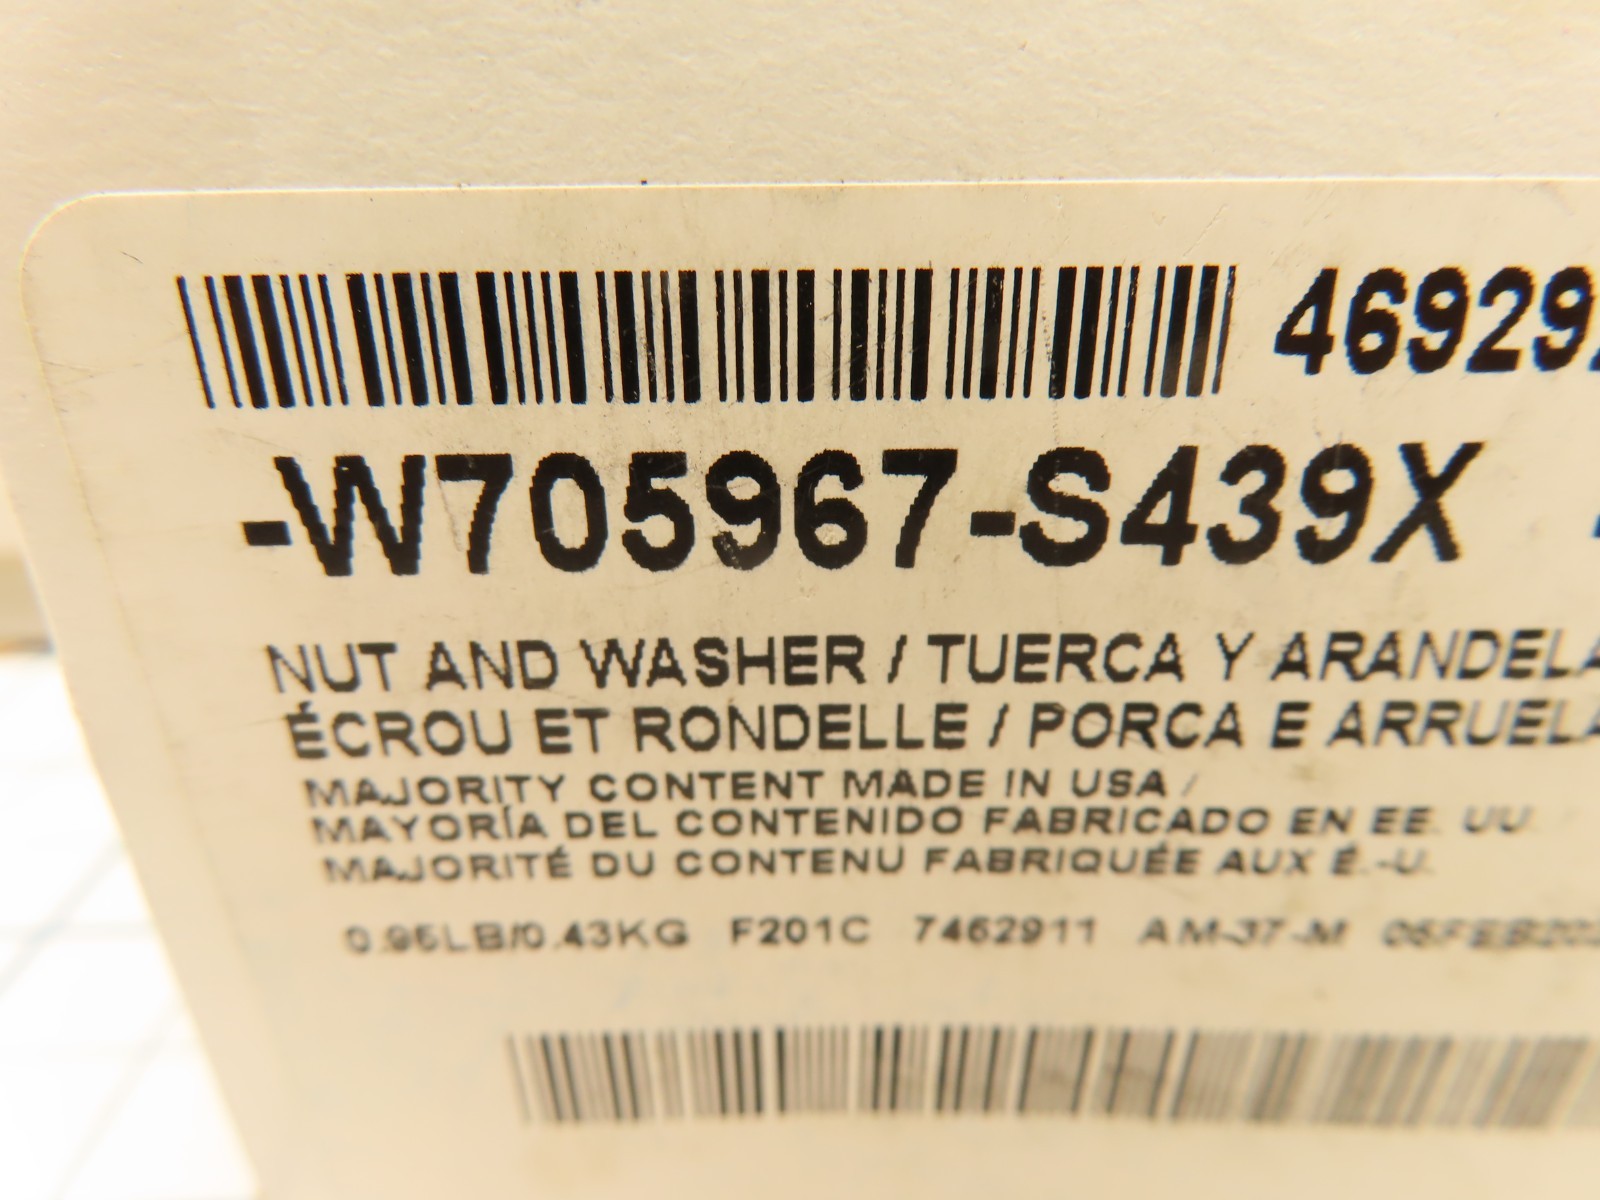 46929
-W705967-S439X
NUT AND WASHER / TUERCA Y ARANDELA
ÉCROU ET RONDELLE / PORCA E ARRUELA
MAJORITY CONTENT MADE IN USA /
MAYORÍA DEL CONTENIDO FABRICADO EN EE. UU.
MAJORITÉ DU CONTENU FABRIQUÉE AUX É.-U.
0.95LB/0.43KG F201C 7462911 AM-37-M